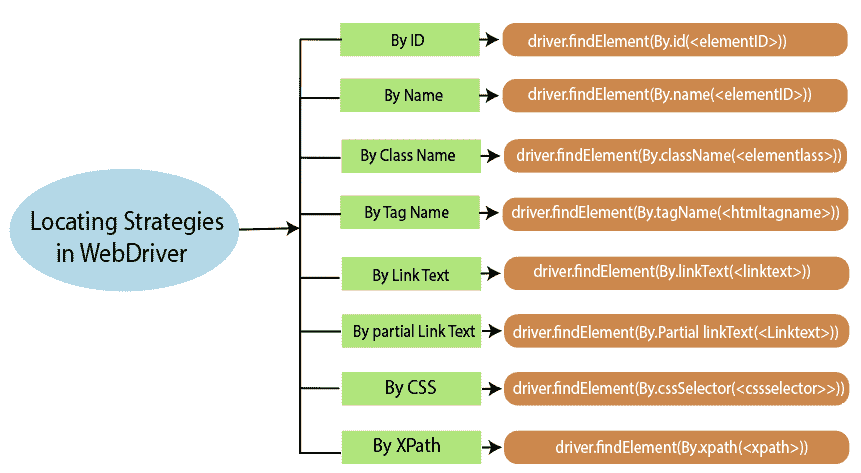 Locating Strategies
in WebDriver
By ID
driver.findElement(By.id(<elementID>))
By Name
driver.findElement(By.name(<elementID>))
By Class Name
driver.findElement(By.className(<elementlass>))
By Tag Name
driver.findElement(By.tagName(<htmltagname>))
By Link Text
driver.findElement(By.linkText(<linktext>))
By partial Link Text
driver.findElement(By.Partial linkText(<Linktext>))
By CSS
driver.findElement(By.cssSelector(<cssselector>>))
By XPath
driver.findElement(By.xpath(<xpath>))